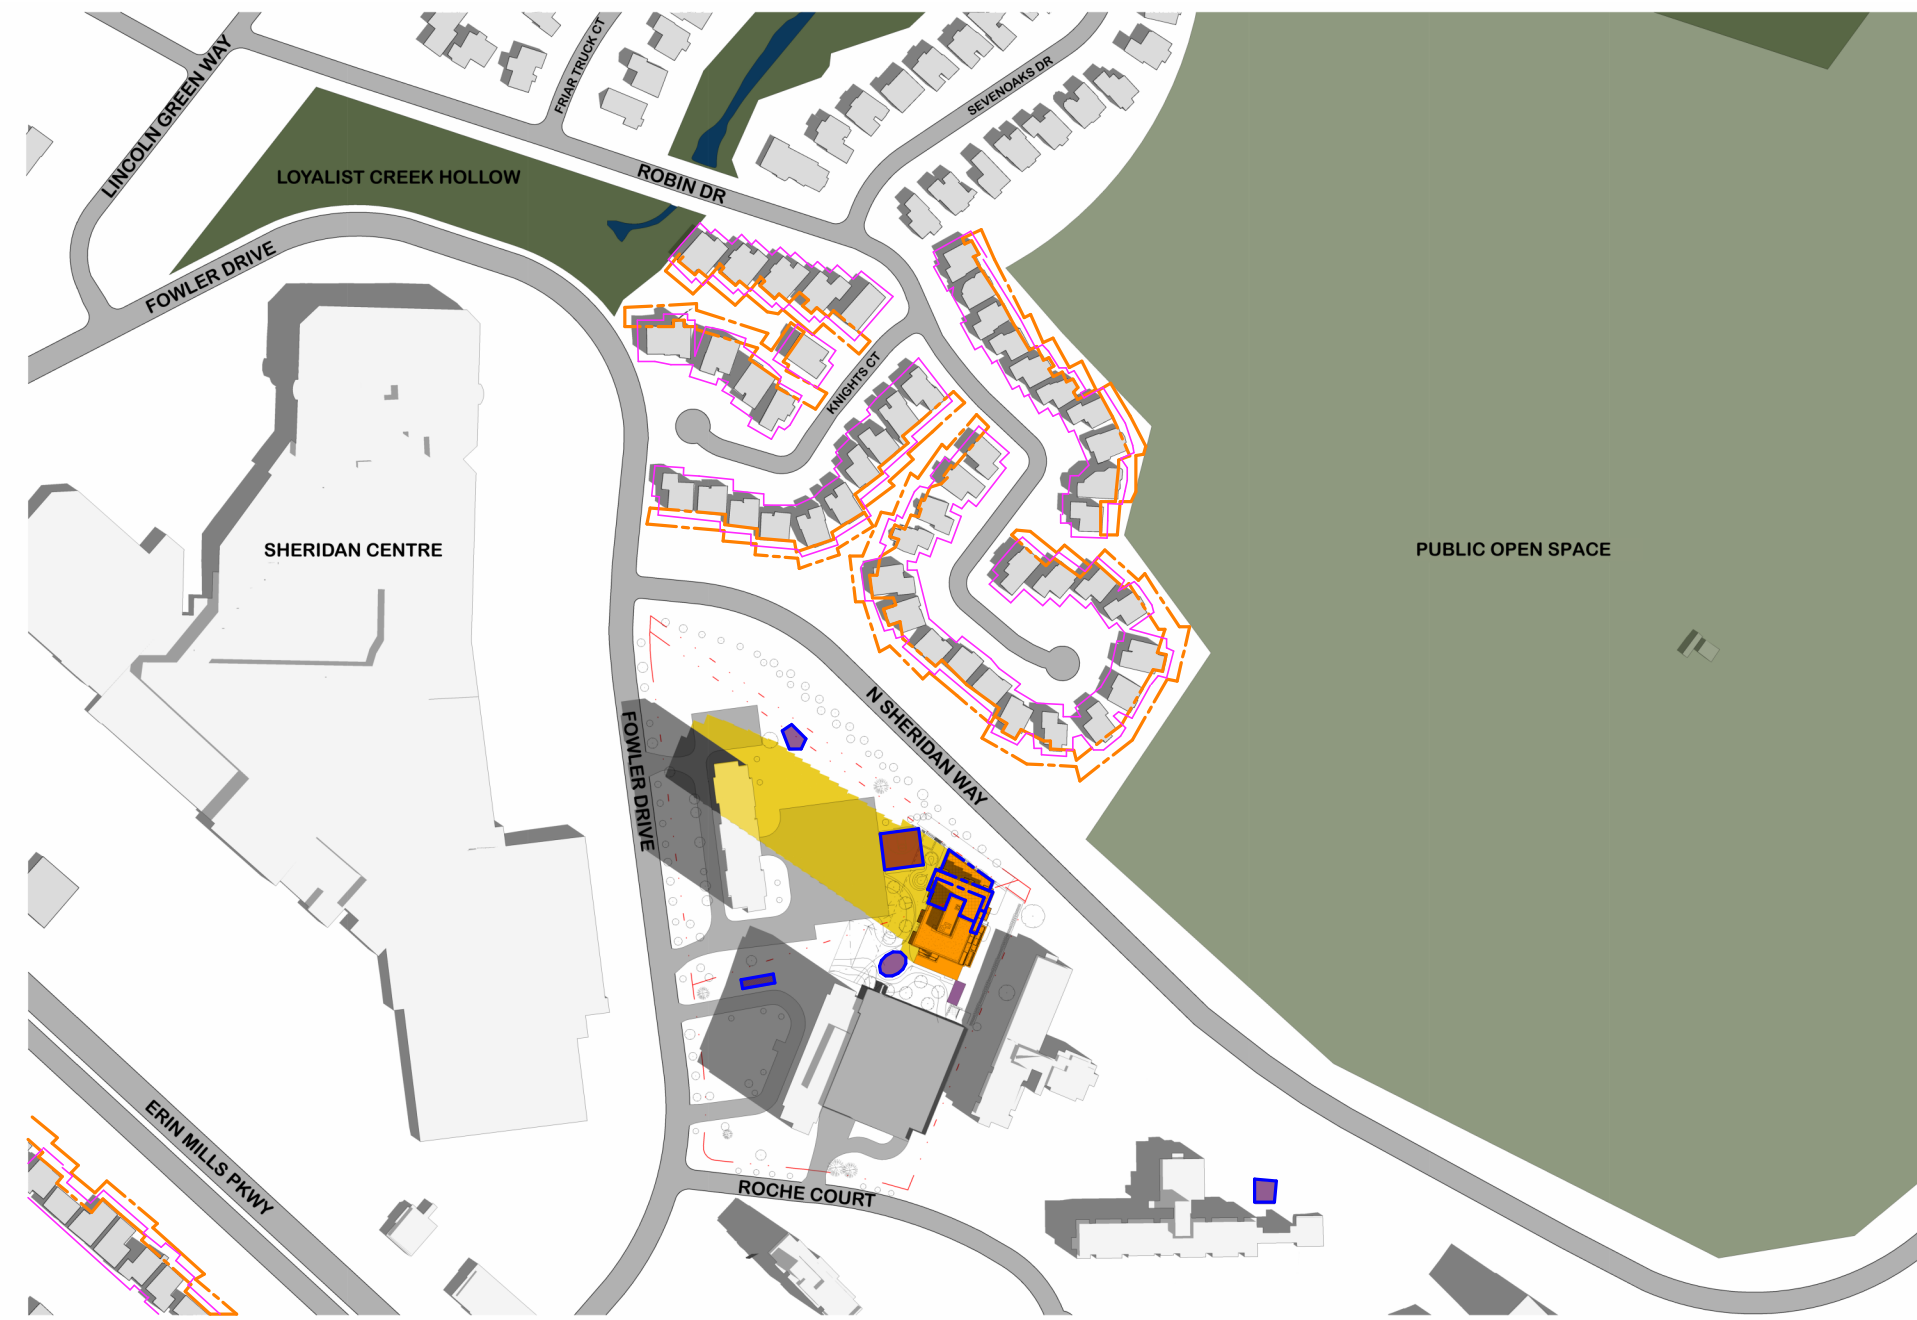 FRIAR TRUCK CT
LINCOLN GREEN WAY
SEVENOAKS DR
LOYALIST CREEK HOLLOW
ROBIN DR
FOWLER DRIVE
KNIGHTS CT
SHERIDAN CENTRE
PUBLIC OPEN SPACE
N SHERIDAN WAY
FOWLER DRIVE
ERIN MILLS PKWY
ROCHE COURT